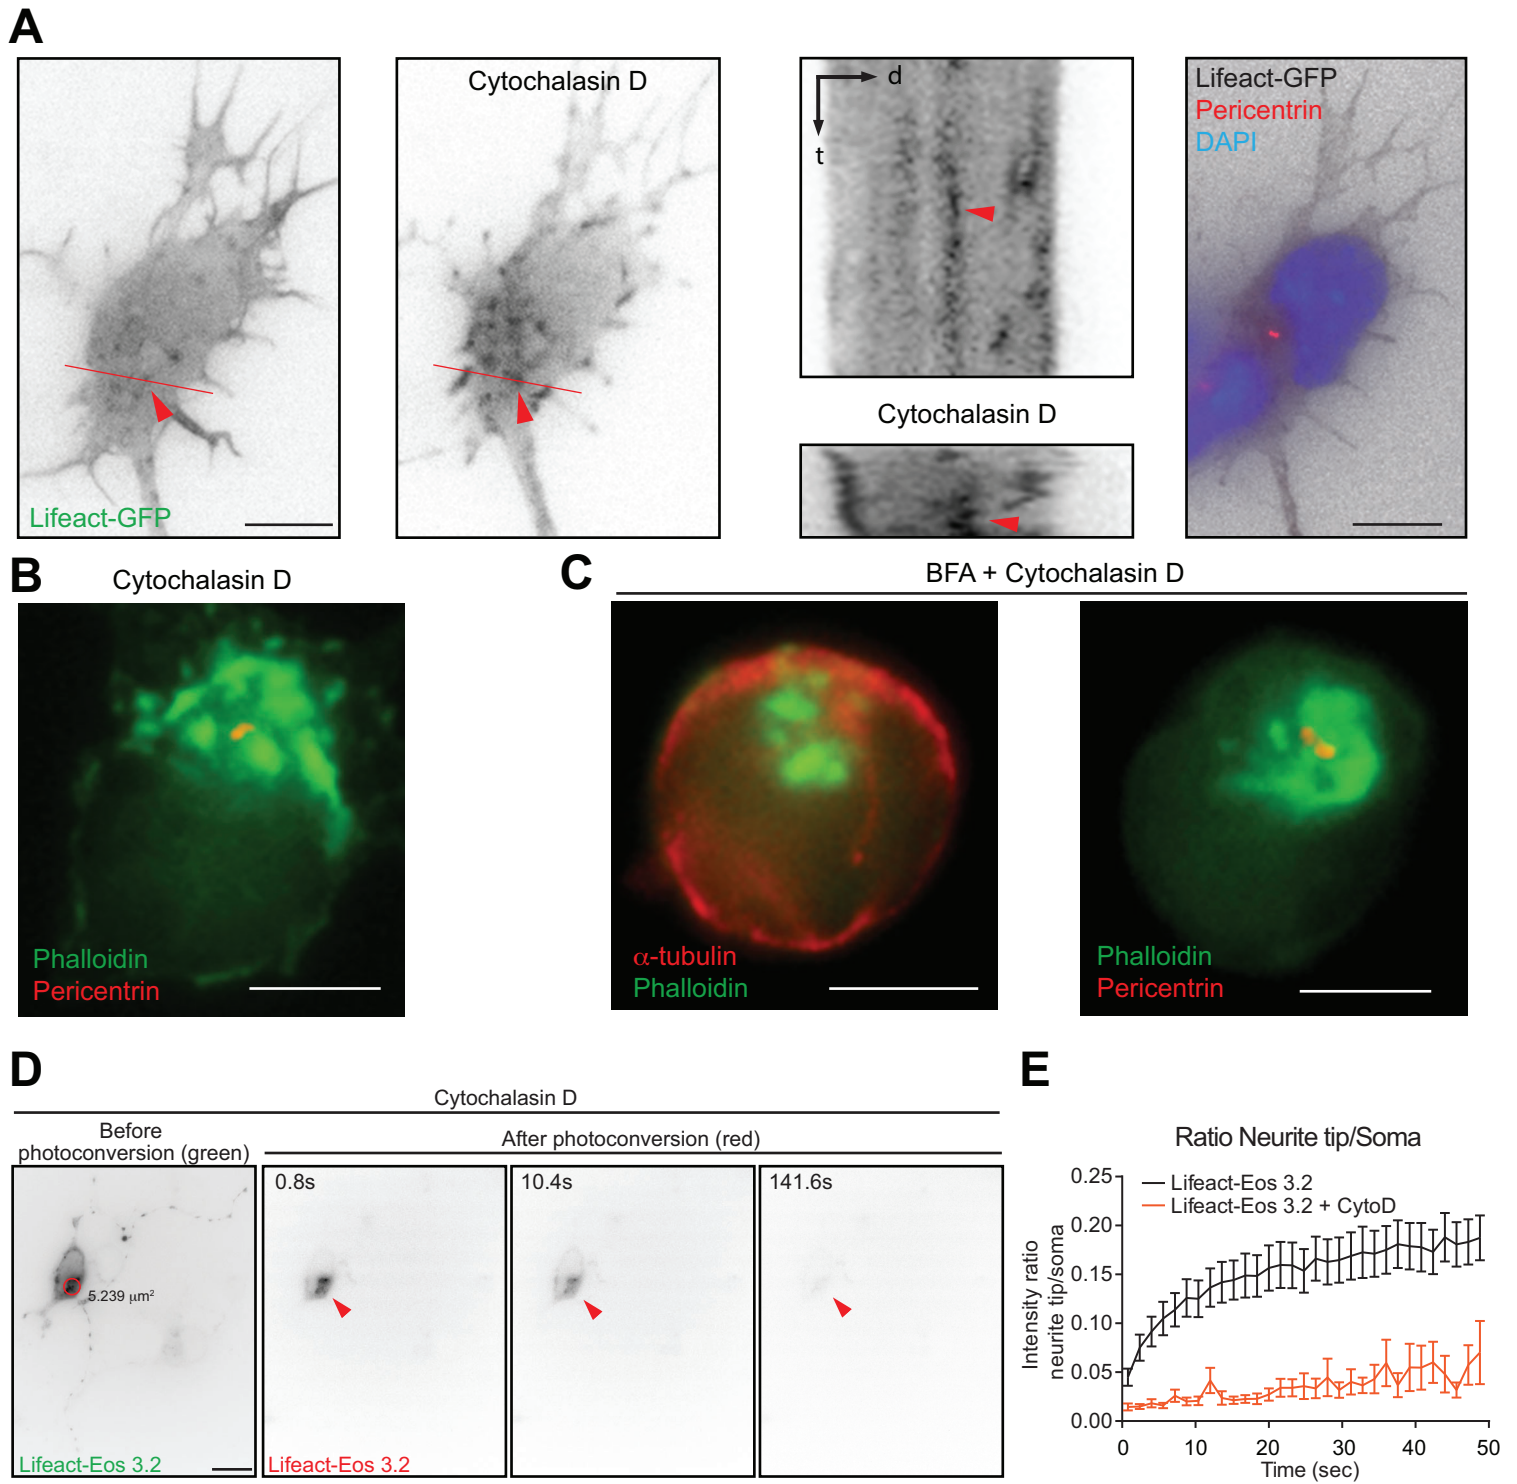 A
Cytochalasin D
d
t
Lifeact-GFP
Pericentrin
DAPI
Cytochalasin D
Lifeact-GFP
B
Cytochalasin D
C
BFA + Cytochalasin D
Phalloidin
Pericentrin
α-tubulin
Phalloidin
Phalloidin
Pericentrin
D
Cytochalasin D
Before
photoconversion (green)
After photoconversion (red)
0.8s
10.4s
141.6s
5.239 μm²
Lifeact-Eos 3.2
Lifeact-Eos 3.2
E
Ratio Neurite tip/Soma
Lifeact-Eos 3.2
Lifeact-Eos 3.2 + CytoD
Intensity ratio
neurite tip/soma
0.25
0.20
0.15
0.10
0.05
0.00
0 10 20 30 40 50
Time (sec)